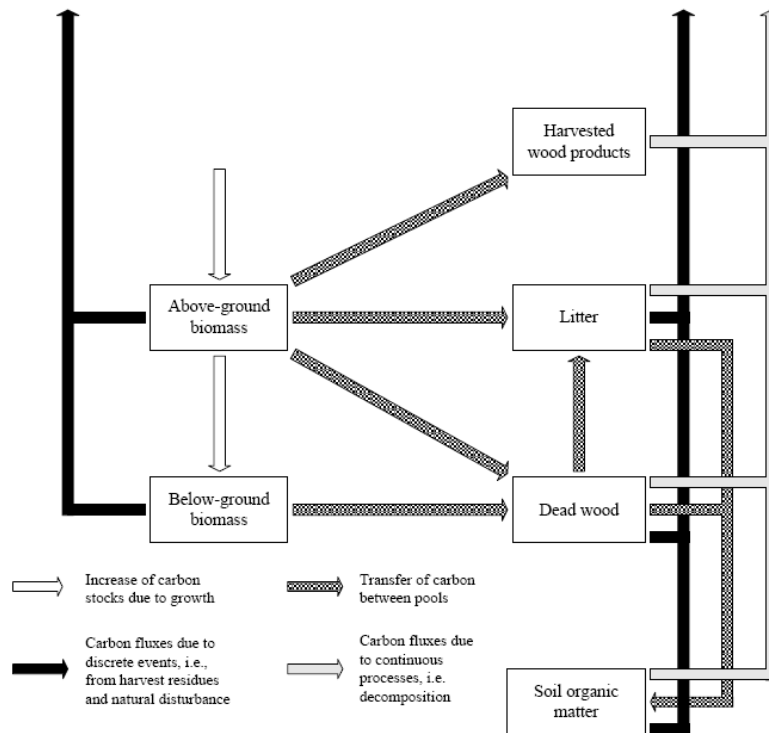 Harvested
wood products
Above-ground
biomass
Litter
Below-ground
biomass
Dead wood
Increase of carbon
stocks due to growth
Transfer of carbon
between pools
Carbon fluxes due to
discrete events, i.e.,
from harvest residues
and natural disturbance
Carbon fluxes due
to continuous
processes, i.e.
decomposition
Soil organic
matter